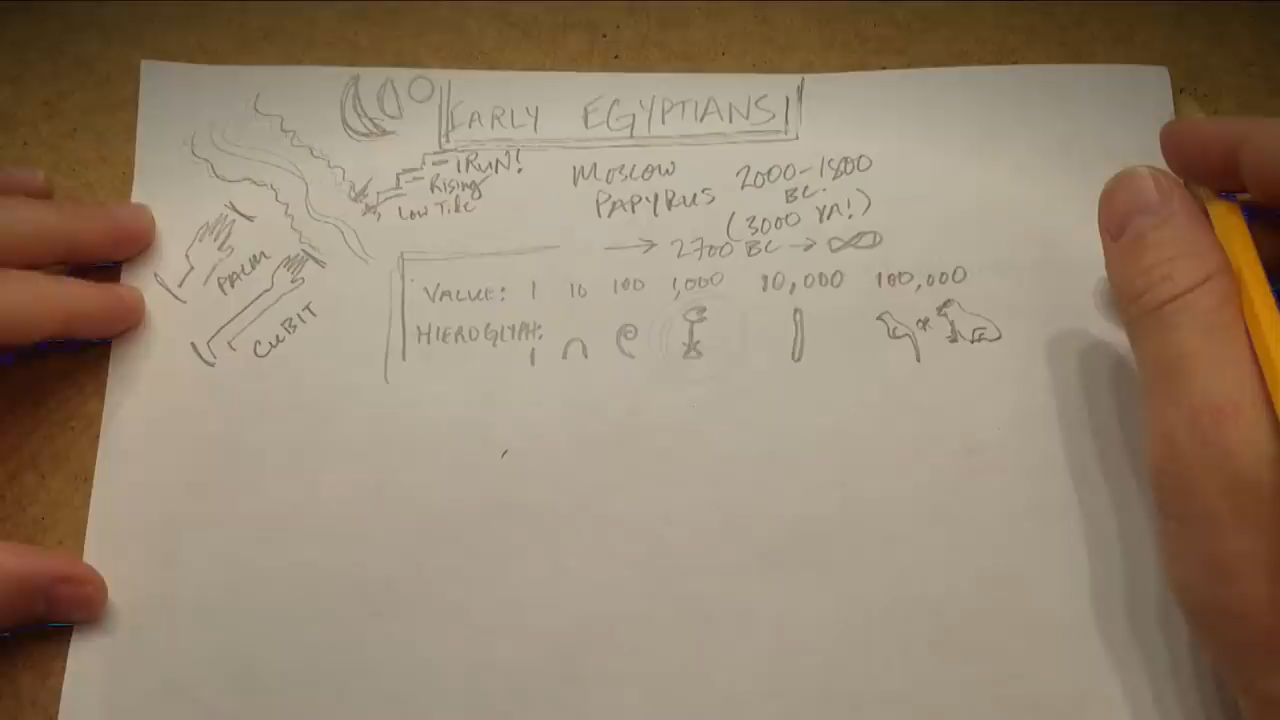 EARLY EGYPTIANS!
RUN!
Rising
Low Tide
MOSCOW
PAPYRUS
2000-1800
BC.
(3000 YA!)
→ 2700 BC → ∞
PALM
CUBIT
VALUE: 1 10 100 1,000 10,000 100,000
HIEROGLYPH:
or